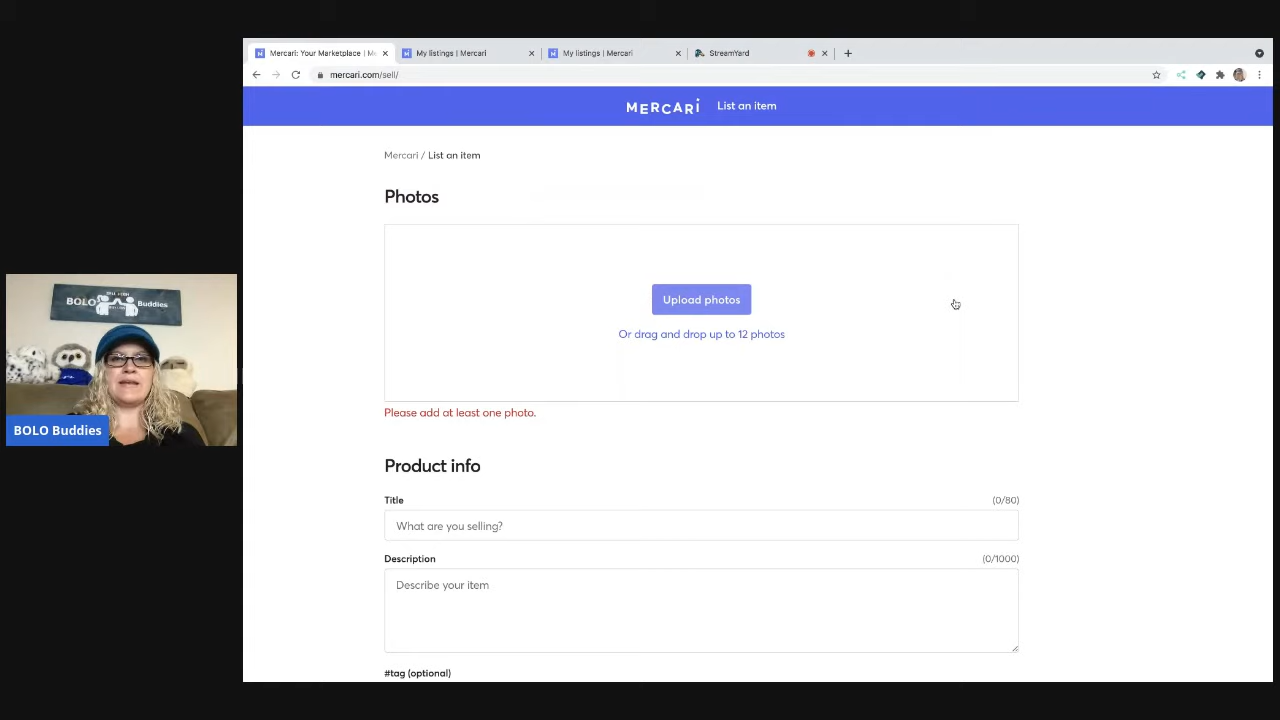 Mercari: Your Marketplace | M
My listings | Mercari
My listings | Mercari
StreamYard
mercari.com/sell/
MERCARI
List an item
Mercari / List an item
Photos
Upload photos
Or drag and drop up to 12 photos
Please add at least one photo.
Product info
Title
(0/80)
What are you selling?
Description
(0/1000)
Describe your item
#tag (optional)
BOLO Buddies
BOLO Buddies